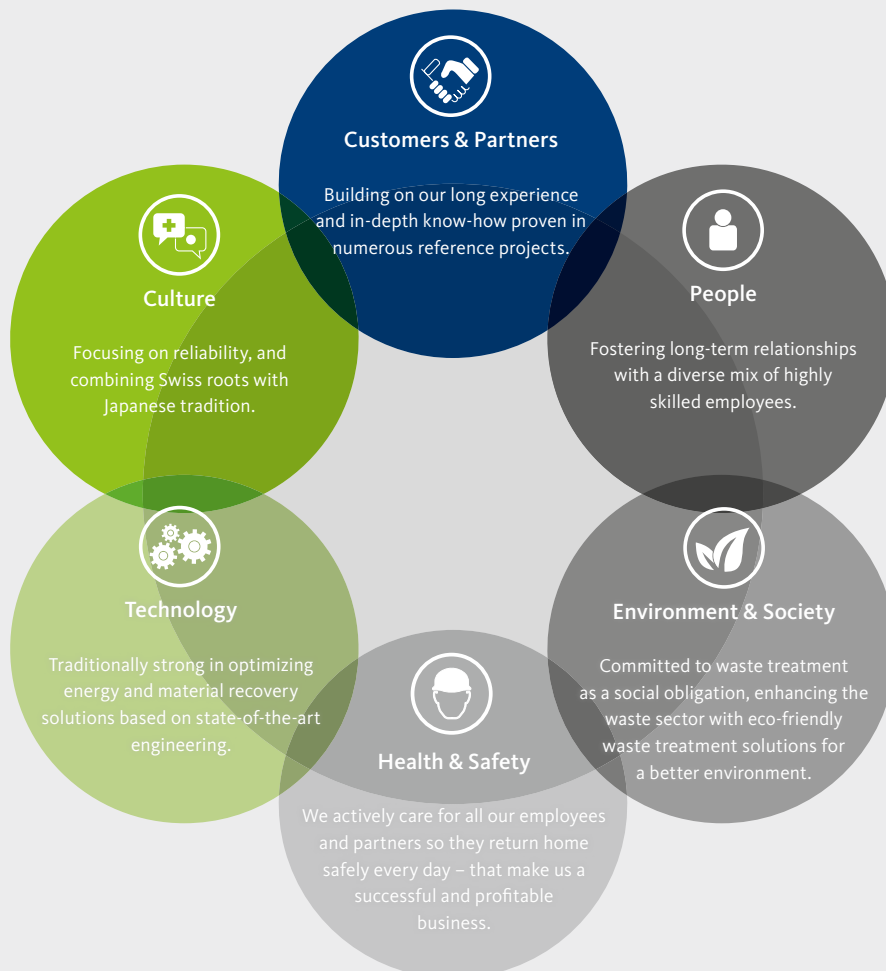 Customers & Partners
Building on our long experience
and in-depth know-how proven in
numerous reference projects.
Culture
Focusing on reliability, and
combining Swiss roots with
Japanese tradition.
People
Fostering long-term relationships
with a diverse mix of highly
skilled employees.
Technology
Traditionally strong in optimizing
energy and material recovery
solutions based on state-of-the-art
engineering.
Environment & Society
Committed to waste treatment
as a social obligation, enhancing the
waste sector with eco-friendly
waste treatment solutions for
a better environment.
Health & Safety
We actively care for all our employees
and partners so they return home
safely every day – that make us a
successful and profitable
business.